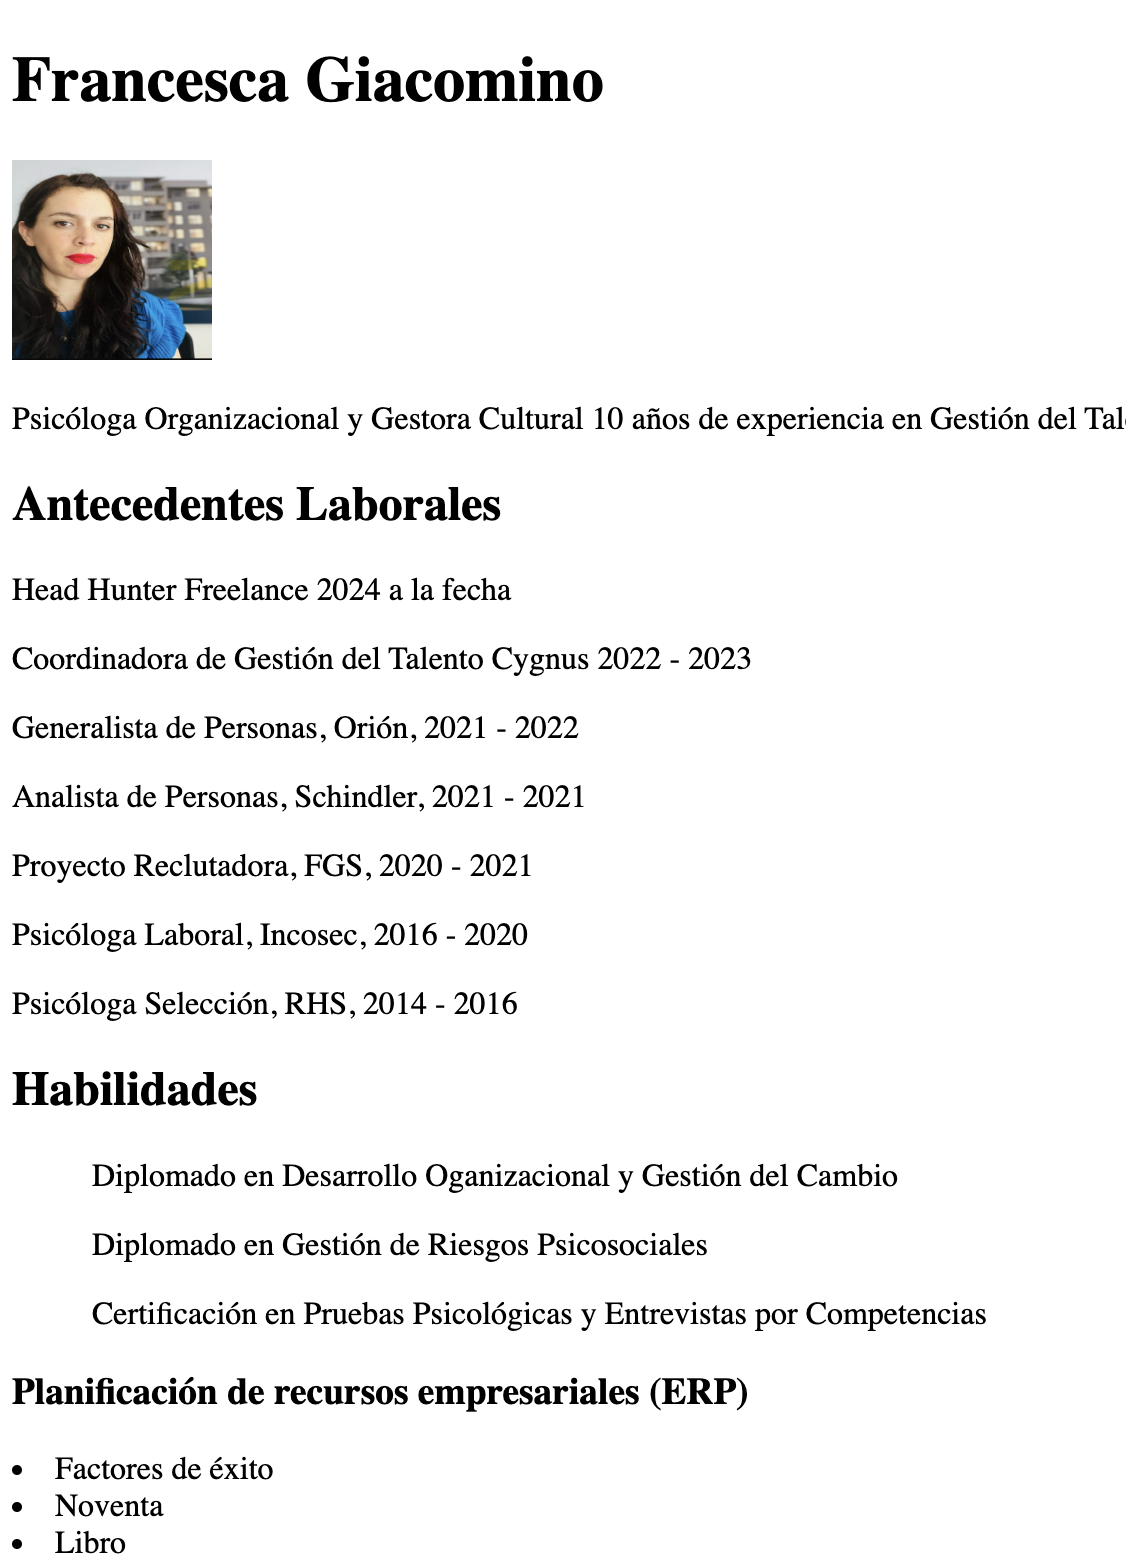 Francesca Giacomino
Psicóloga Organizacional y Gestora Cultural 10 años de experiencia en Gestión del
Antecedentes Laborales
Head Hunter Freelance 2024 a la fecha
Coordinadora de Gestión del Talento Cygnus 2022 - 2023
Generalista de Personas, Orión, 2021 - 2022
Analista de Personas, Schindler, 2021 - 2021
Proyecto Reclutadora, FGS, 2020 - 2021
Psicóloga Laboral, Incosec, 2016 - 2020
Psicóloga Selección, RHS, 2014 - 2016
Habilidades
Diplomado en Desarrollo Oganizacional y Gestión del Cambio
Diplomado en Gestión de Riesgos Psicosociales
Certificación en Pruebas Psicológicas y Entrevistas por Competencias
Planificación de recursos empresariales (ERP)
• Factores de éxito
• Noventa
• Libro